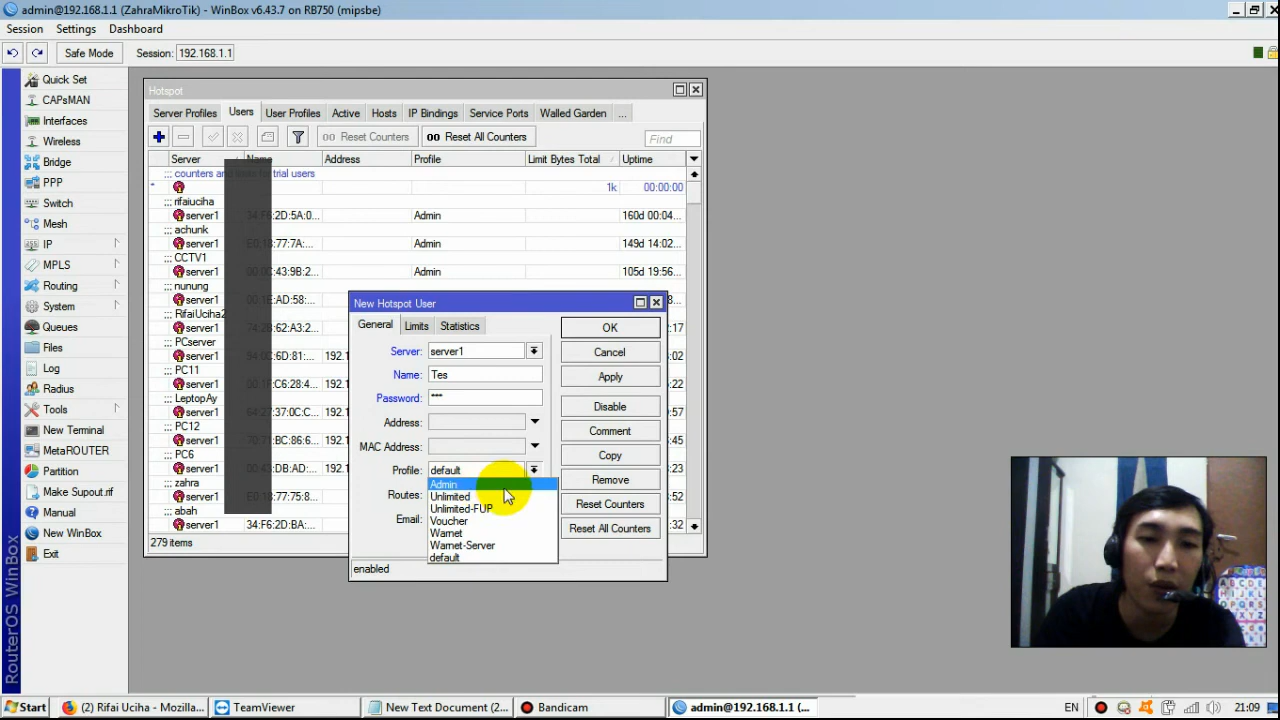 admin@192.168.1.1 (ZahraMikroTik) - WinBox v6.43.7 on RB750 (mipsbe)
Session Settings Dashboard
Safe Mode Session: 192.168.1.1
Quick Set
CAPsMAN
Interfaces
Wireless
Bridge
PPP
Switch
Mesh
IP
MPLS
Routing
System
Queues
Files
Log
Radius
Tools
New Terminal
MetaROUTER
Partition
Make Supout.rif
Manual
New WinBox
Exit
RouterOS WinBox
Hotspot
Server Profiles Users User Profiles Active Hosts IP Bindings Service Ports Walled Garden ...
00 Reset Counters 00 Reset All Counters Find
Server Address Profile Limit Bytes Total Uptime
;;; counters and for trial users
* 1k 00:00:00
;;; rifaiuciha
server1 34:F6:2D:5A:0... Admin 160d 00:04...
;;; achunk
server1 77:7A:... Admin 149d 14:02...
;;; CCTV1
server1 43:9B:2... Admin 105d 19:56...
;;; nunung
server1 AD:58:...
;;; RifaiUciha2
server1 62:A3:2... 2:17
;;; PCserver
server1 6D:81:... 192.1 3:02
;;; PC11
server1 C6:28:4... 192.1 5:22
;;; LeptopAy
server1 37:0C:C... 192.1 9:57
;;; PC12
server1 BC:86:6... 192.1 3:45
;;; PC6
server1 DB:AD:... 192.1 3:23
;;; zahra
server1 77:75:8... 3:52
;;; abah
server1 34:F6:2D:BA:... :32
279 items
New Hotspot User
General Limits Statistics
Server: server1
Name: Tes
Password: ***
Address:
MAC Address:
Profile: default
Routes:
Email:
Admin
Unlimited
Unlimited-FUP
Voucher
Warnet
Warnet-Server
default
enabled
OK
Cancel
Apply
Disable
Comment
Copy
Remove
Reset Counters
Reset All Counters
Start (2) Rifai Uciha - Mozilla... TeamViewer New Text Document (2... Bandicam admin@192.168.1.1 (... EN 21:09